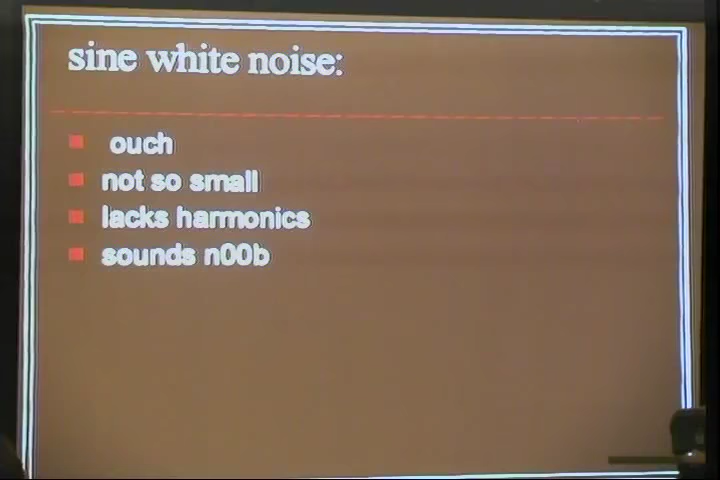 sine white noise:
ouch
not so small
lacks harmonics
sounds n00b